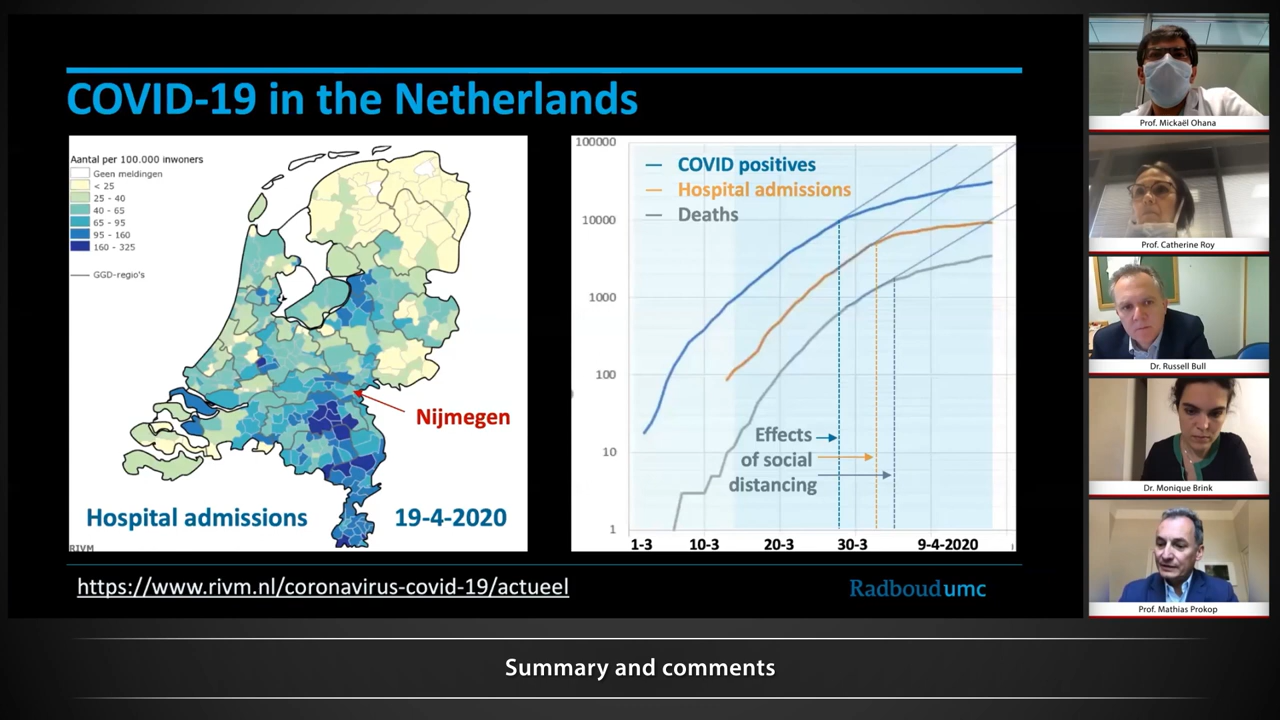 COVID-19 in the Netherlands
Aantal per 100.000 inwoners
Geen meldingen
< 25
25 - 40
40 - 65
65 - 95
95 - 160
160 - 325
GGD-regio's
Nijmegen
Hospital admissions
19-4-2020
RIVM
100000
10000
1000
100
10
1
COVID positives
Hospital admissions
Deaths
Effects
of social
distancing
1-3
10-3
20-3
30-3
9-4-2020
https://www.rivm.nl/coronavirus-covid-19/actueel
Radboudumc
Prof. Mickaël Ohana
Prof. Catherine Roy
Dr. Russell Bull
Dr. Monique Brink
Prof. Mathias Prokop
Summary and comments